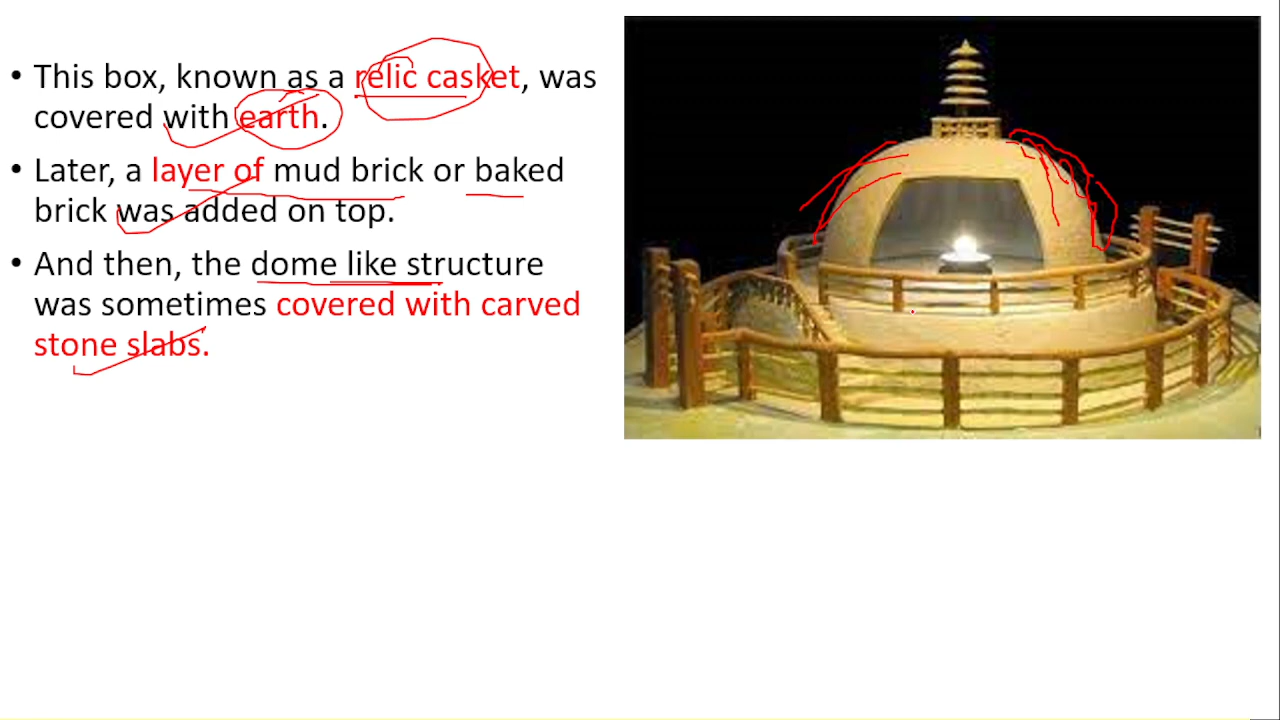 • This box, known as a relic casket, was
covered with earth.
• Later, a layer of mud brick or baked
brick was added on top.
• And then, the dome like structure
was sometimes covered with carved
stone slabs.